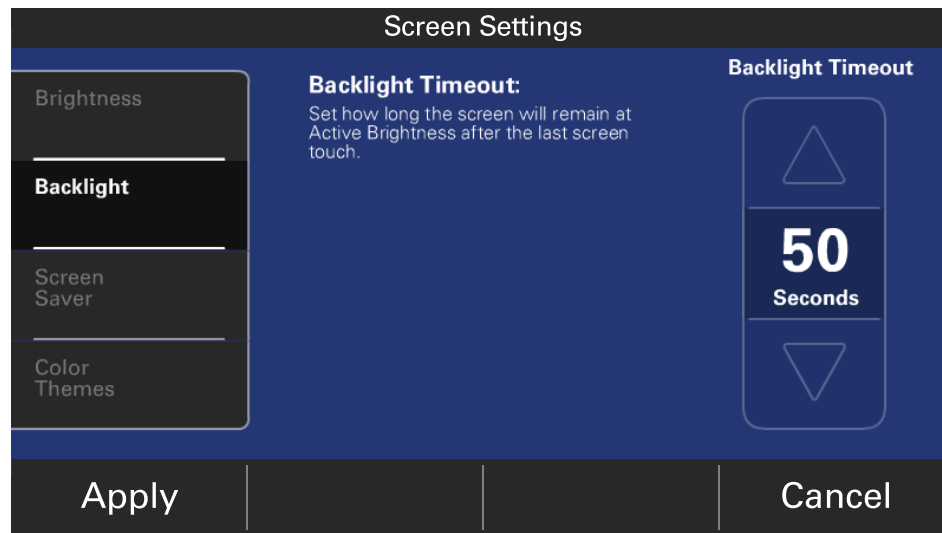 Screen Settings
Brightness
Backlight
Screen
Saver
Color
Themes
Backlight Timeout:
Set how long the screen will remain at
Active Brightness after the last screen
touch.
Backlight Timeout
50
Seconds
Apply
Cancel